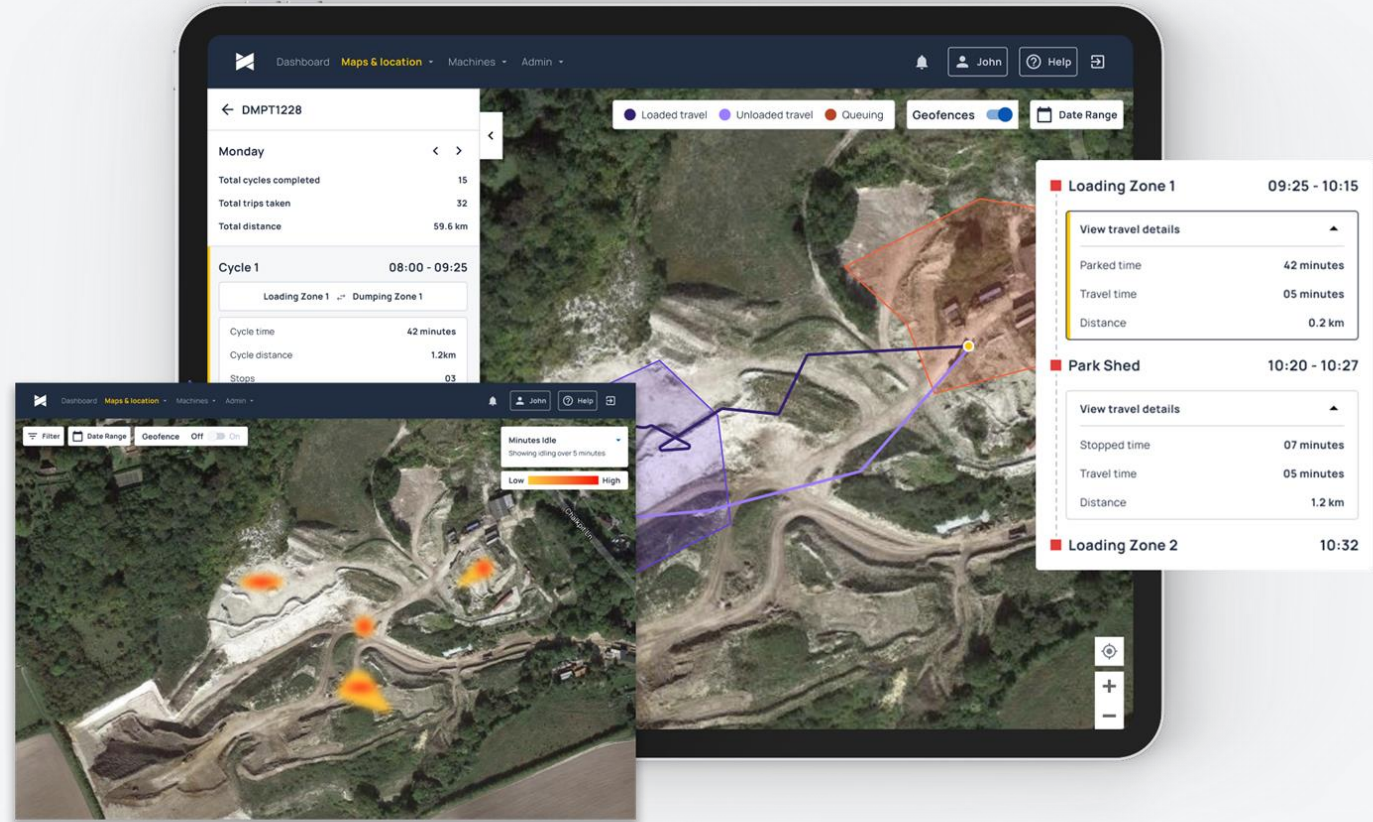 Dashboard Maps & location Machines Admin
John Help
DMPT1228
Monday
Total cycles completed 15
Total trips taken 32
Total distance 59.6 km
Cycle 1 08:00 - 09:25
Loading Zone 1 Dumping Zone 1
Cycle time 42 minutes
Cycle distance 1.2km
Stops 03
Loaded travel Unloaded travel Queuing
Geofences
Date Range
Loading Zone 1 09:25 - 10:15
View travel details
Parked time 42 minutes
Travel time 05 minutes
Distance 0.2 km
Park Shed 10:20 - 10:27
View travel details
Stopped time 07 minutes
Travel time 05 minutes
Distance 1.2 km
Loading Zone 2 10:32
Dashboard Maps & location Machines Admin
John Help
Filter Date Range Geofence Off On
Minutes Idle
Showing idling over 5 minutes
Low High
Chalkpit Ln